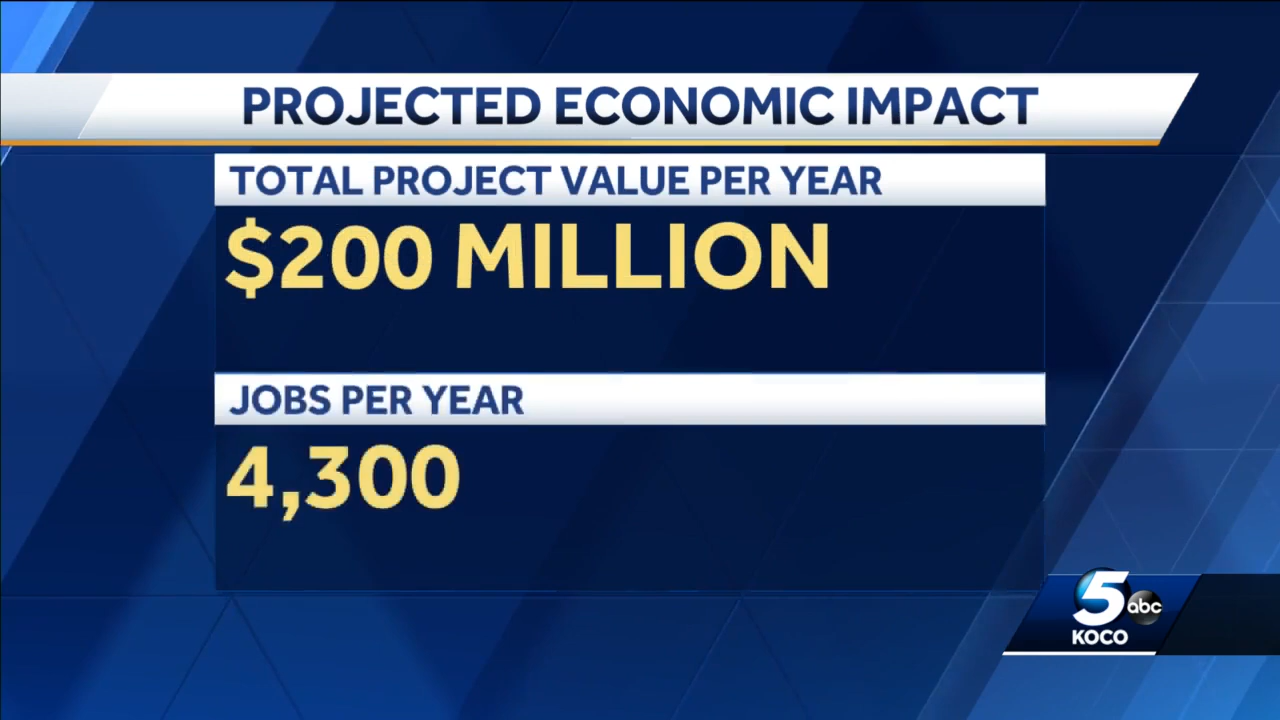 PROJECTED ECONOMIC IMPACT
TOTAL PROJECT VALUE PER YEAR
$200 MILLION
JOBS PER YEAR
4,300
5 abc
KOCO